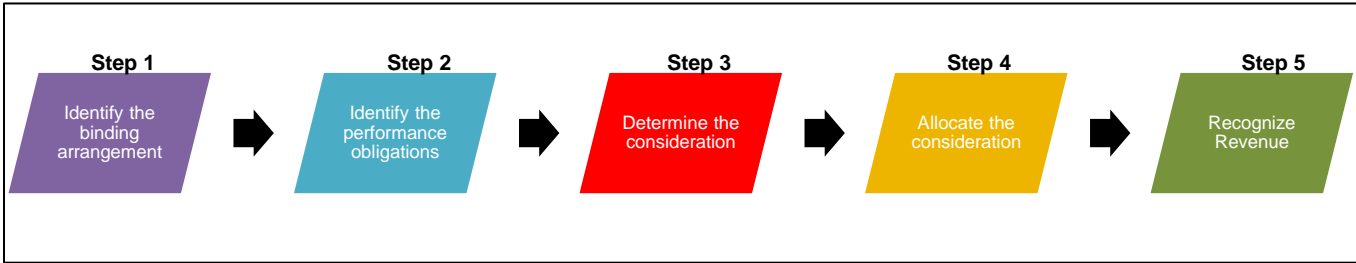 Step 1
Identify the
binding
arrangement
Step 2
Identify the
performance
obligations
Step 3
Determine the
consideration
Step 4
Allocate the
consideration
Step 5
Recognize
Revenue